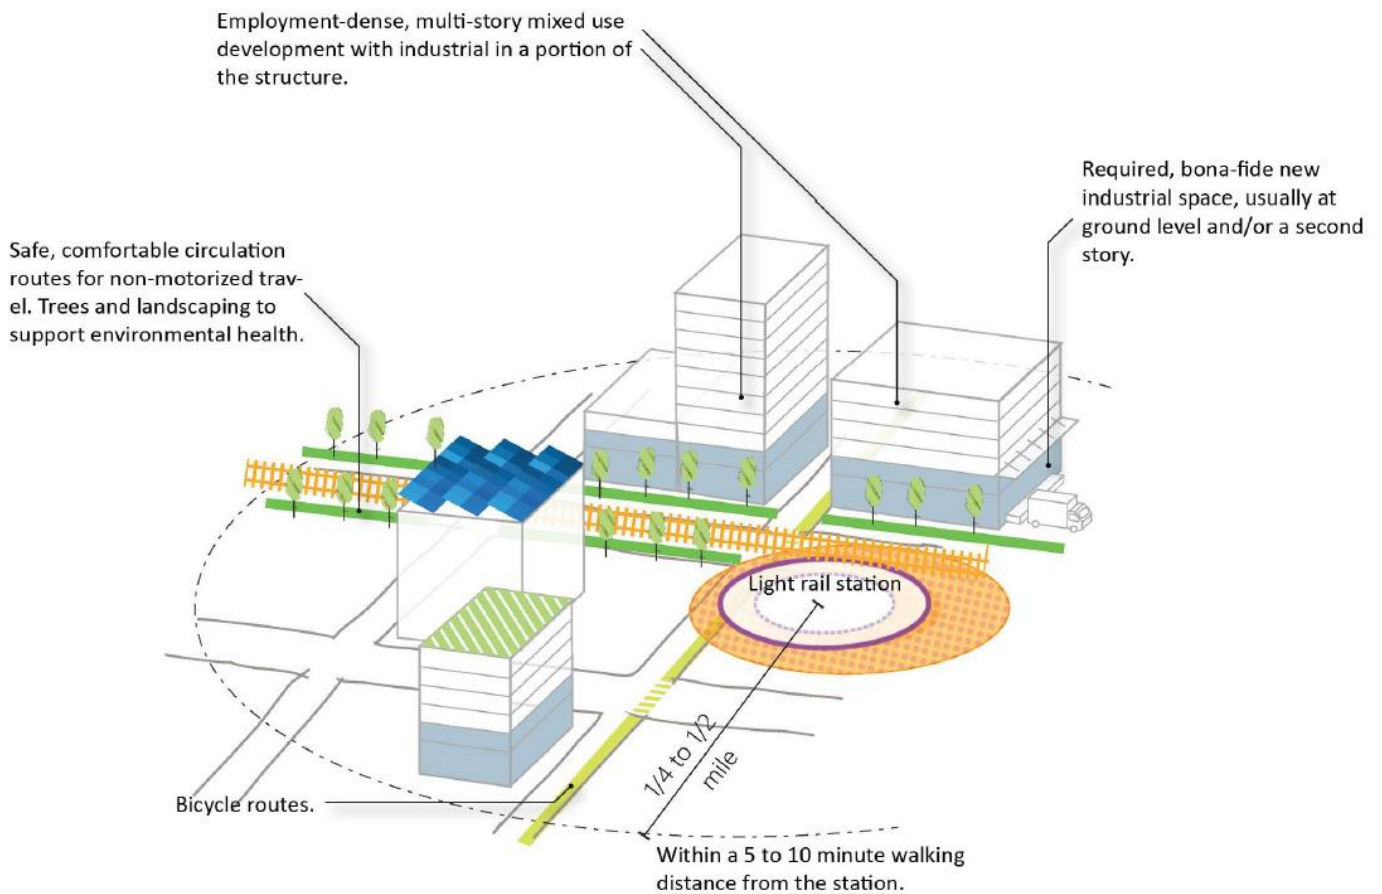 Employment-dense, multi-story mixed use
development with industrial in a portion of
the structure.
Required, bona-fide new
industrial space, usually at
ground level and/or a second
story.
Safe, comfortable circulation
routes for non-motorized trav-
el. Trees and landscaping to
support environmental health.
Light rail station
1/4 to 1/2
mile
Bicycle routes.
Within a 5 to 10 minute walking
distance from the station.